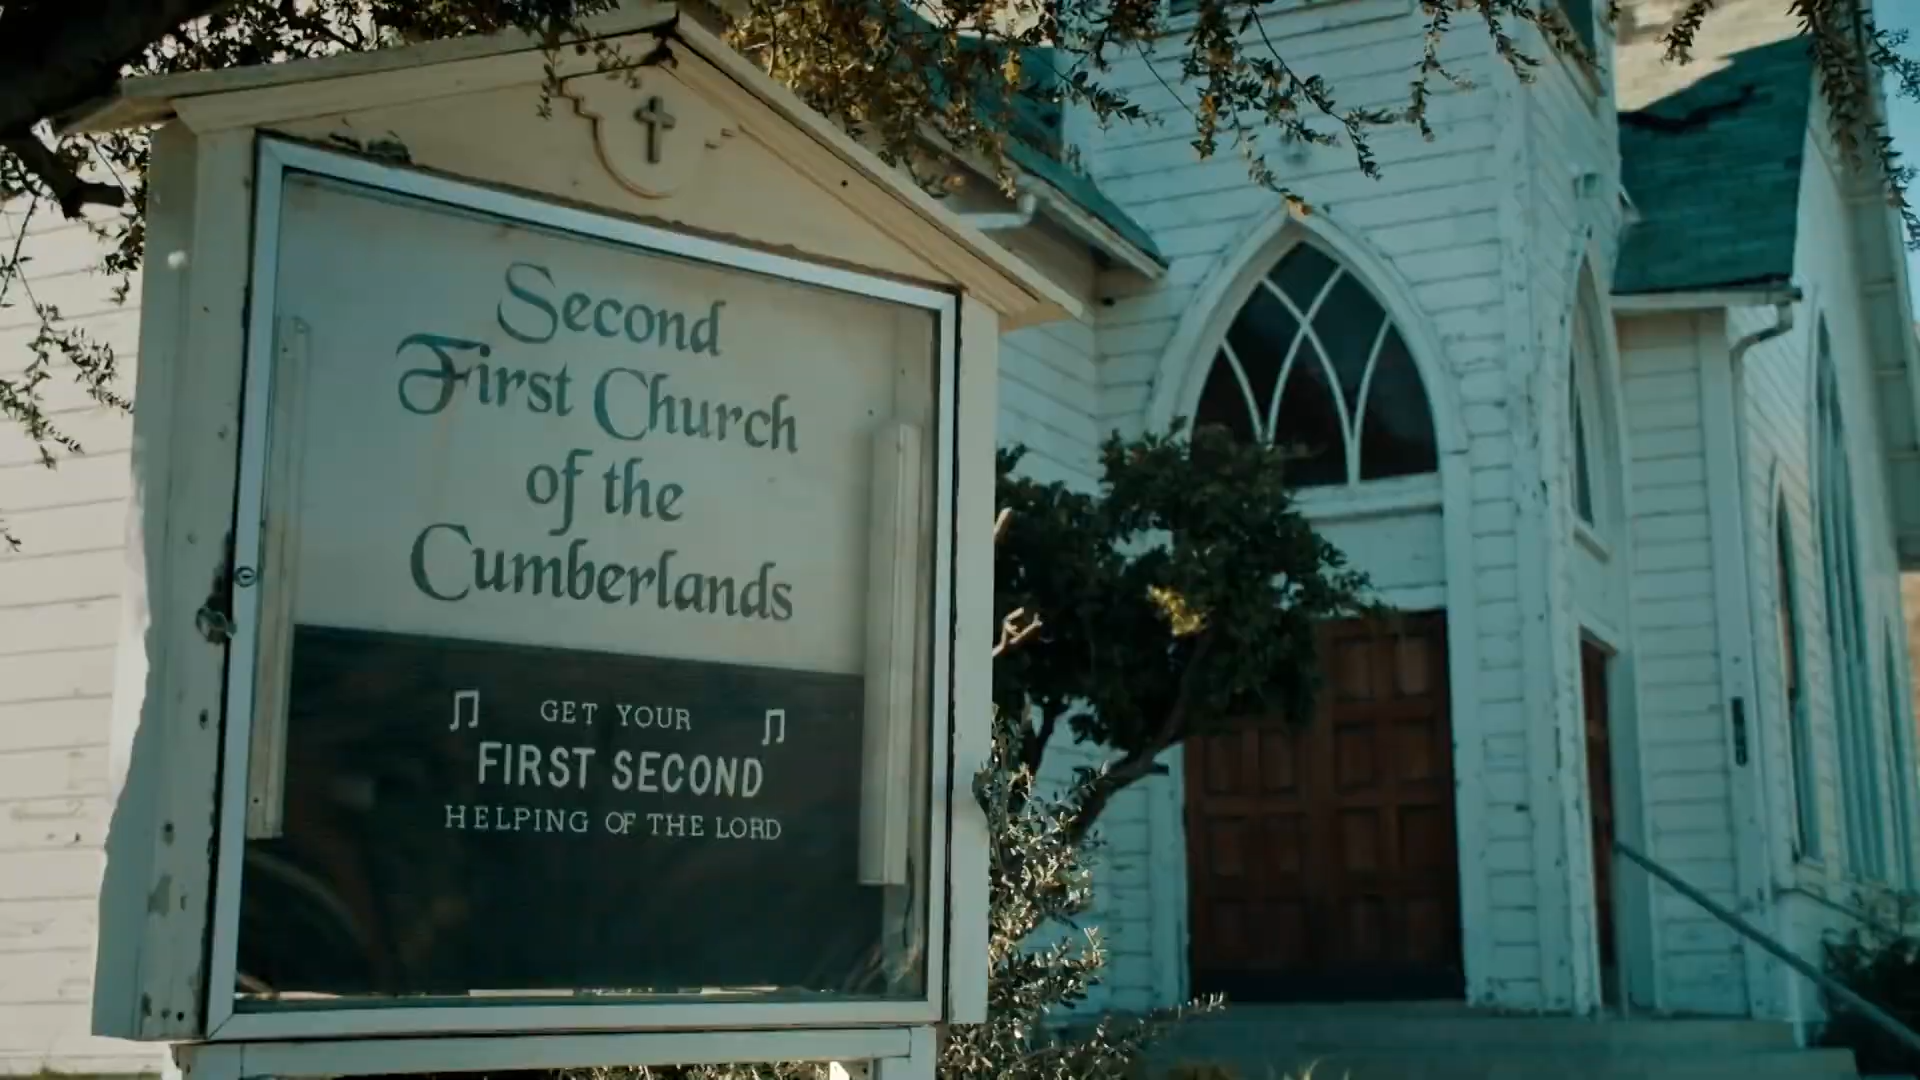 Second
First Church
of the
Cumberlands
♫ GET YOUR ♫
FIRST SECOND
HELPING OF THE LORD